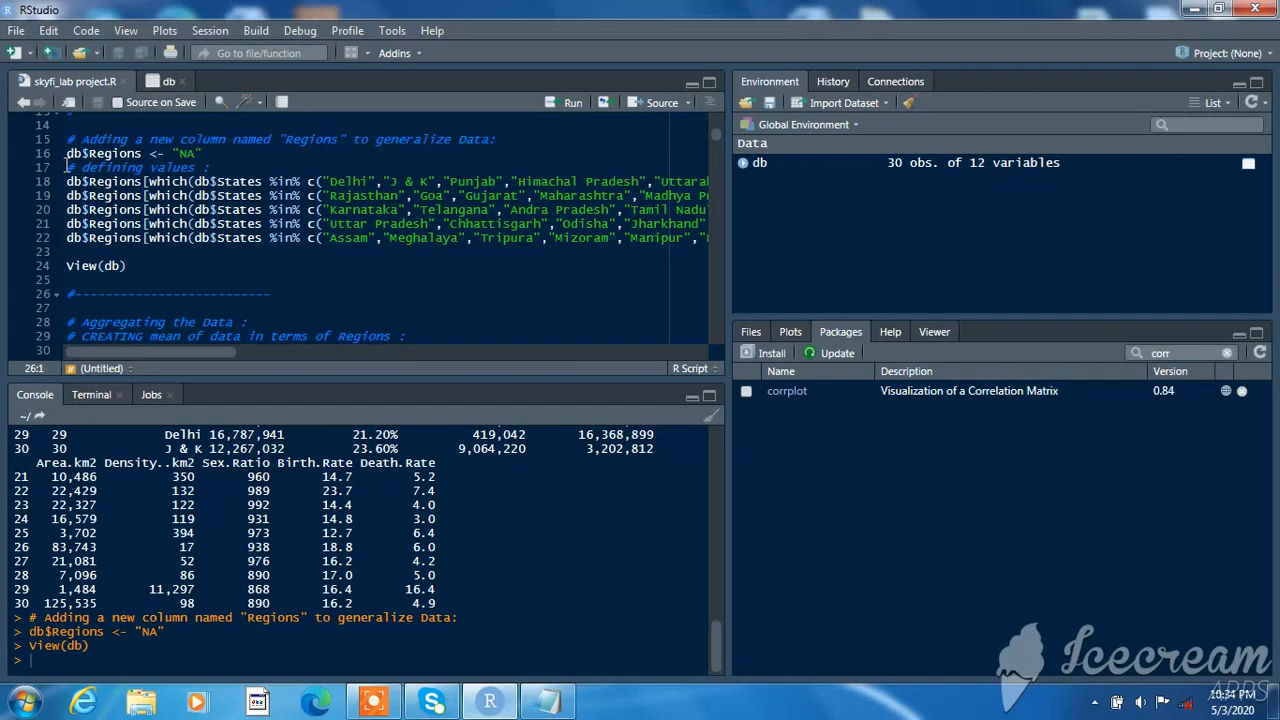 RStudio
File Edit Code View Plots Session Build Debug Profile Tools Help
Go to file/function Addins Project: (None)
skyfi_lab project.R db
Source on Save Run Source
14
15 # Adding a new column named "Regions" to generalize Data:
16 db$Regions <- "NA"
17 # defining values :
18 db$Regions[which(db$States %in% c("Delhi","J & K","Punjab","Himachal Pradesh","Uttarak
19 db$Regions[which(db$States %in% c("Rajasthan","Goa","Gujarat","Maharashtra","Madhya Pr
20 db$Regions[which(db$States %in% c("Karnataka","Telangana","Andra Pradesh","Tamil Nadu"
21 db$Regions[which(db$States %in% c("Uttar Pradesh","Chhattisgarh","Odisha","Jharkhand"
22 db$Regions[which(db$States %in% c("Assam","Meghalaya","Tripura","Mizoram","Manipur","
23
24 View(db)
25
26 #--------------------------
27
28 # Aggregating the Data :
29 # CREATING mean of data in terms of Regions :
30
26:1 (Untitled) R Script
Console Terminal Jobs
~/
29 29 Delhi 16,787,941 21.20% 419,042 16,368,899
30 30 J & K 12,267,032 23.60% 9,064,220 3,202,812
Area.km2 Density..km2 Sex.Ratio Birth.Rate Death.Rate
21 10,486 350 960 14.7 5.2
22 22,429 132 989 23.7 7.4
23 22,327 122 992 14.4 4.0
24 16,579 119 931 14.8 3.0
25 3,702 394 973 12.7 6.4
26 83,743 17 938 18.8 6.0
27 21,081 52 976 16.2 4.2
28 7,096 86 890 17.0 5.0
29 1,484 11,297 868 16.4 16.4
30 125,535 98 890 16.2 4.9
> # Adding a new column named "Regions" to generalize Data:
> db$Regions <- "NA"
> View(db)
>
Environment History Connections
Import Dataset List
Global Environment
Data
db 30 obs. of 12 variables
Files Plots Packages Help Viewer
Install Update corr
Name Description Version
corrplot Visualization of a Correlation Matrix 0.84
Icecream
APPS
10:34 PM
5/3/2020